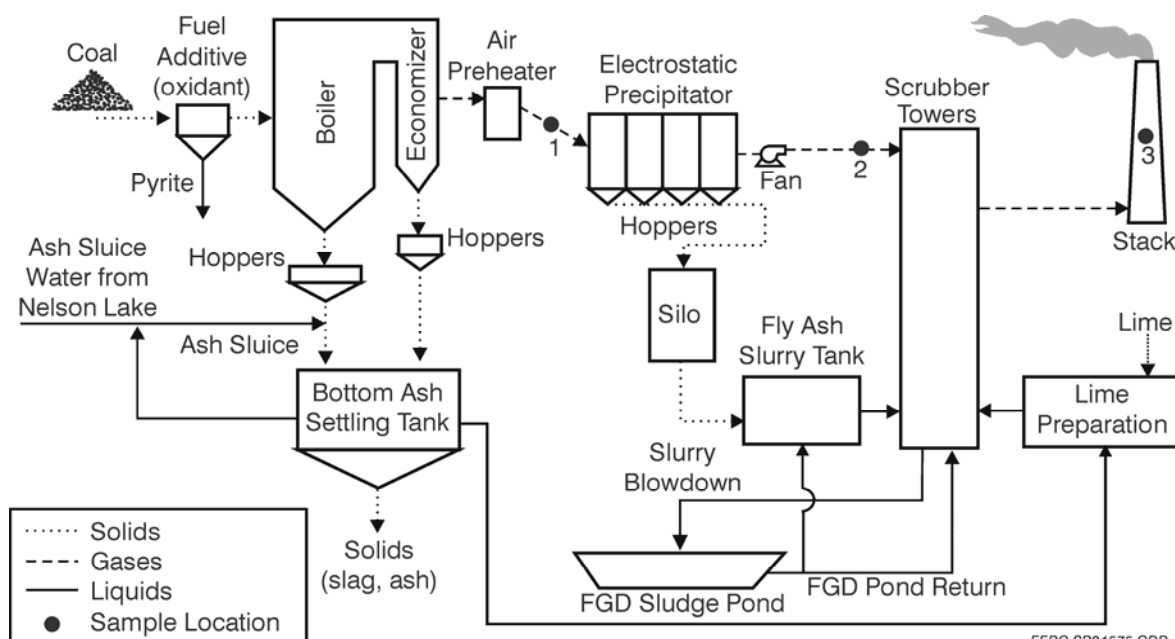 Coal
Fuel
Additive
(oxidant)
Pyrite
Boiler
Economizer
Air
Preheater
1
Electrostatic
Precipitator
Hoppers
Fan
2
Scrubber
Towers
3
Stack
Ash Sluice
Water from
Nelson Lake
Hoppers
Hoppers
Ash Sluice
Bottom Ash
Settling Tank
Solids
(slag, ash)
Silo
Fly Ash
Slurry Tank
Lime
Lime
Preparation
Slurry
Blowdown
FGD Sludge Pond
FGD Pond Return
Solids
Gases
Liquids
Sample Location